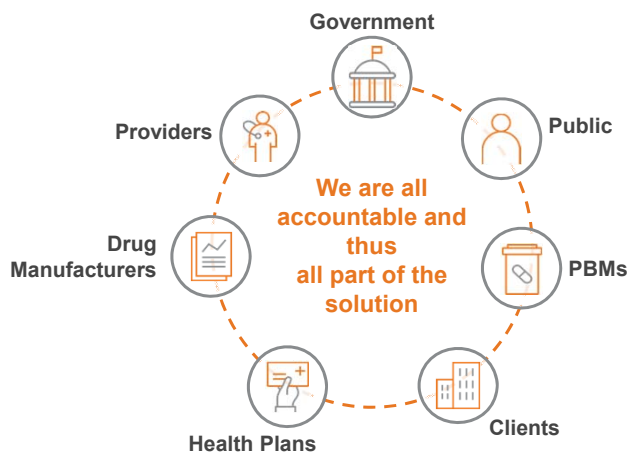 Government
Public
PBMs
Clients
Health Plans
Drug
Manufacturers
Providers
We are all
accountable and
thus
all part of the
solution